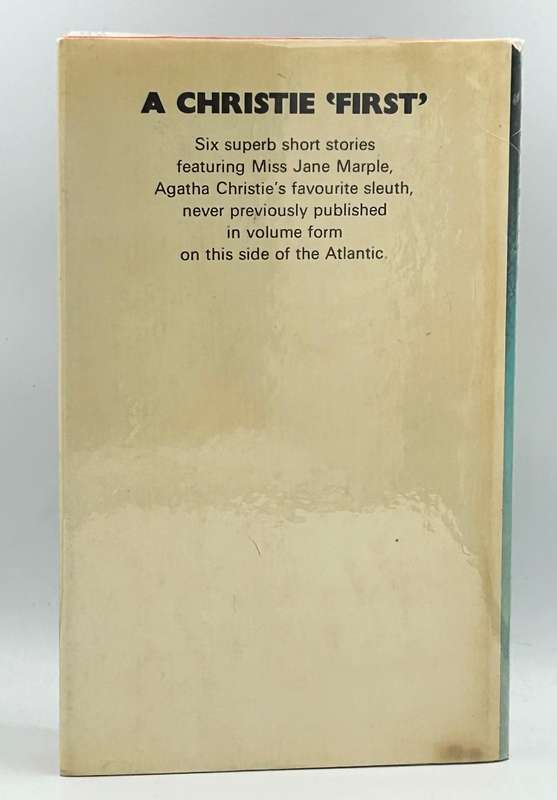 A CHRISTIE ‘FIRST’
Six superb short stories
featuring Miss Jane Marple,
Agatha Christie's favourite sleuth,
never previously published
in volume form
on this side of the Atlantic.